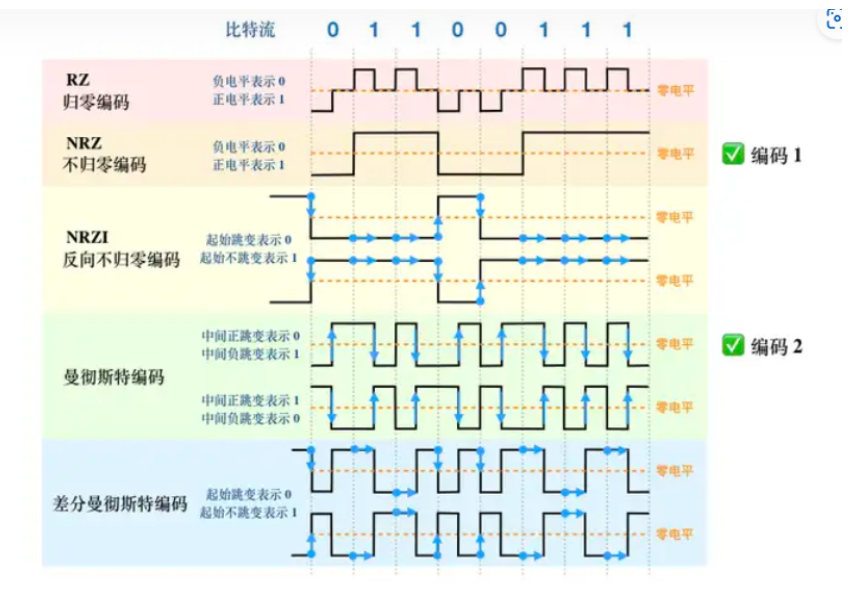 比特流 0 1 1 0 0 1 1 1
RZ
归零编码
负电平表示 0
正电平表示 1
零电平
NRZ
不归零编码
负电平表示 0
正电平表示 1
零电平
✅ 编码 1
NRZI
反向不归零编码
起始跳变表示 0
起始不跳变表示 1
零电平
零电平
曼彻斯特编码
中间正跳变表示 0
中间负跳变表示 1
零电平
✅ 编码 2
中间正跳变表示 1
中间负跳变表示 0
零电平
差分曼彻斯特编码
起始跳变表示 0
起始不跳变表示 1
零电平
零电平